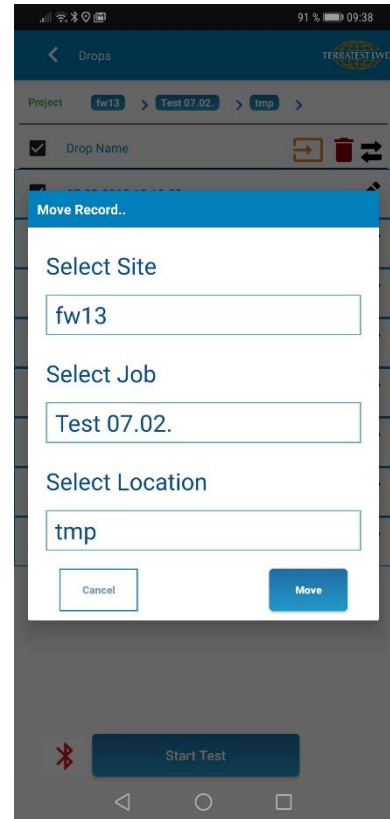 91 % 09:38
Drops
TERRATEST LWD
Project fw13 > Test 07.02. > tmp >
Drop Name
Move Record..
Select Site
fw13
Select Job
Test 07.02.
Select Location
tmp
Cancel Move
Start Test